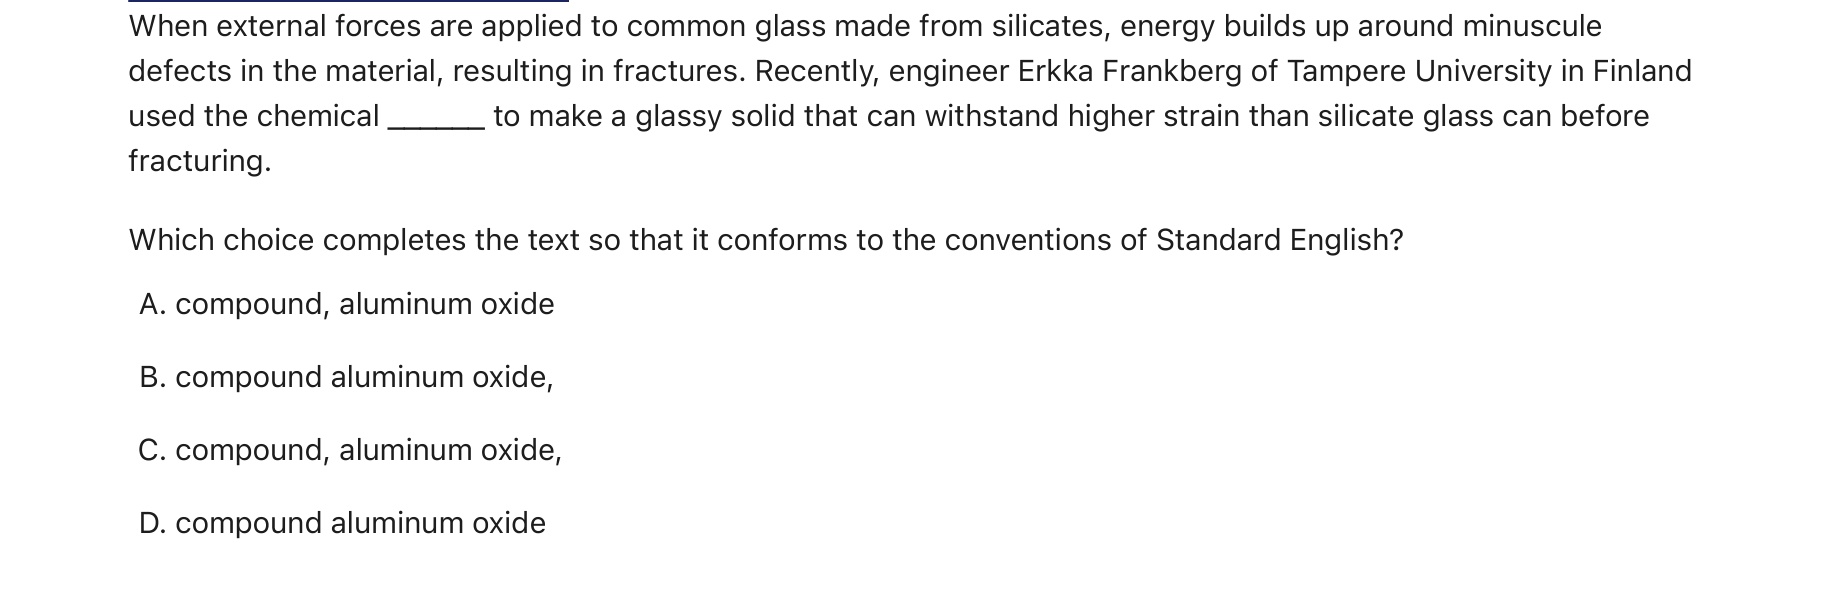 When external forces are applied to common glass made from silicates, energy builds up around minuscule
defects in the material, resulting in fractures. Recently, engineer Erkka Frankberg of Tampere University in Finland
used the chemical ______ to make a glassy solid that can withstand higher strain than silicate glass can before
fracturing.
Which choice completes the text so that it conforms to the conventions of Standard English?
A. compound, aluminum oxide
B. compound aluminum oxide,
C. compound, aluminum oxide,
D. compound aluminum oxide